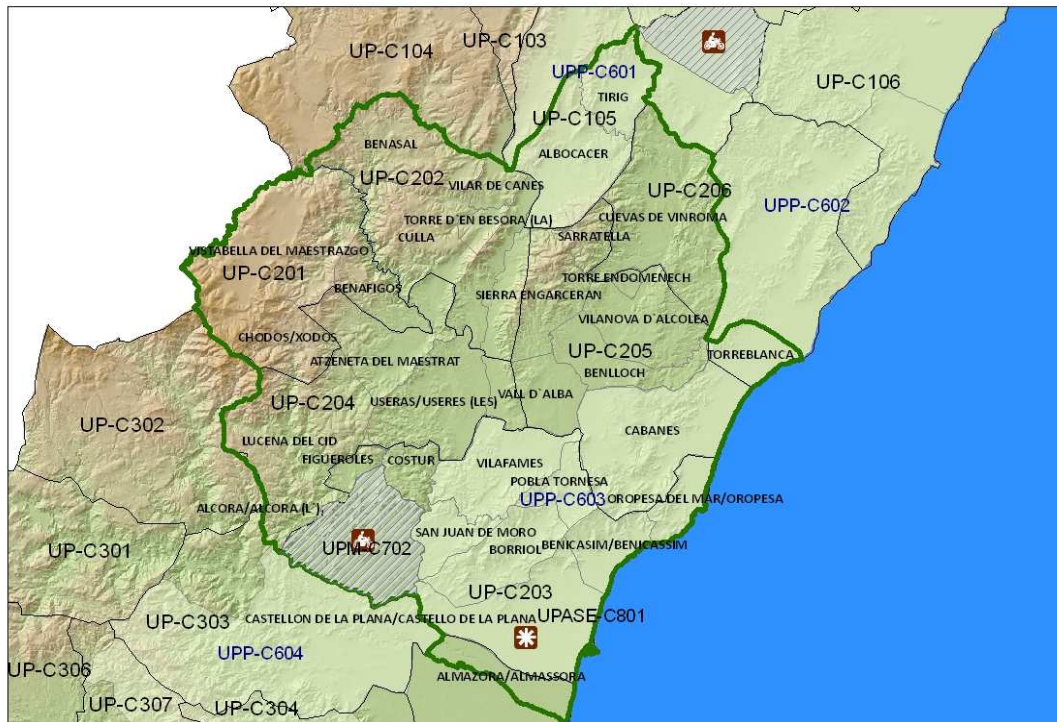 UP-C104
UP-C103
UPP-C601
UP-C106
TIRIG
UP-C105
BENASAL
ALBOCACER
UP-C202
VILAR DE CANES
UP-C206
UPP-C602
TORRE D`EN BESORA (LA)
CUEVAS DE VINROMA
CULLA
SARRATELLA
VISTABELLA DEL MAESTRAZGO
UP-C201
TORRE ENDOMENECH
BENAFIGOS
SIERRA ENGARCERAN
VILANOVA D`ALCOLEA
CHODOS/XODOS
UP-C205
TORREBLANCA
ATZENETA DEL MAESTRAT
BENLLOCH
UP-C204
USERAS/USERES (LES)
VALL D`ALBA
UP-C302
CABANES
LUCENA DEL CID
FIGUEROLES
COSTUR
VILAFAMES
POBLA TORNESA
UPP-C603
OROPESA DEL MAR/OROPESA
ALCORA/ALCORA (L`)
UP-C301
UPM-C702
SAN JUAN DE MORO
BORRIOL
BENICASIM/BENICASSIM
UP-C203
UP-C303
CASTELLON DE LA PLANA/CASTELLO DE LA PLANA
UPASE-C801
UPP-C604
UP-C306
ALMAZORA/ALMASSORA
UP-C307
UP-C304